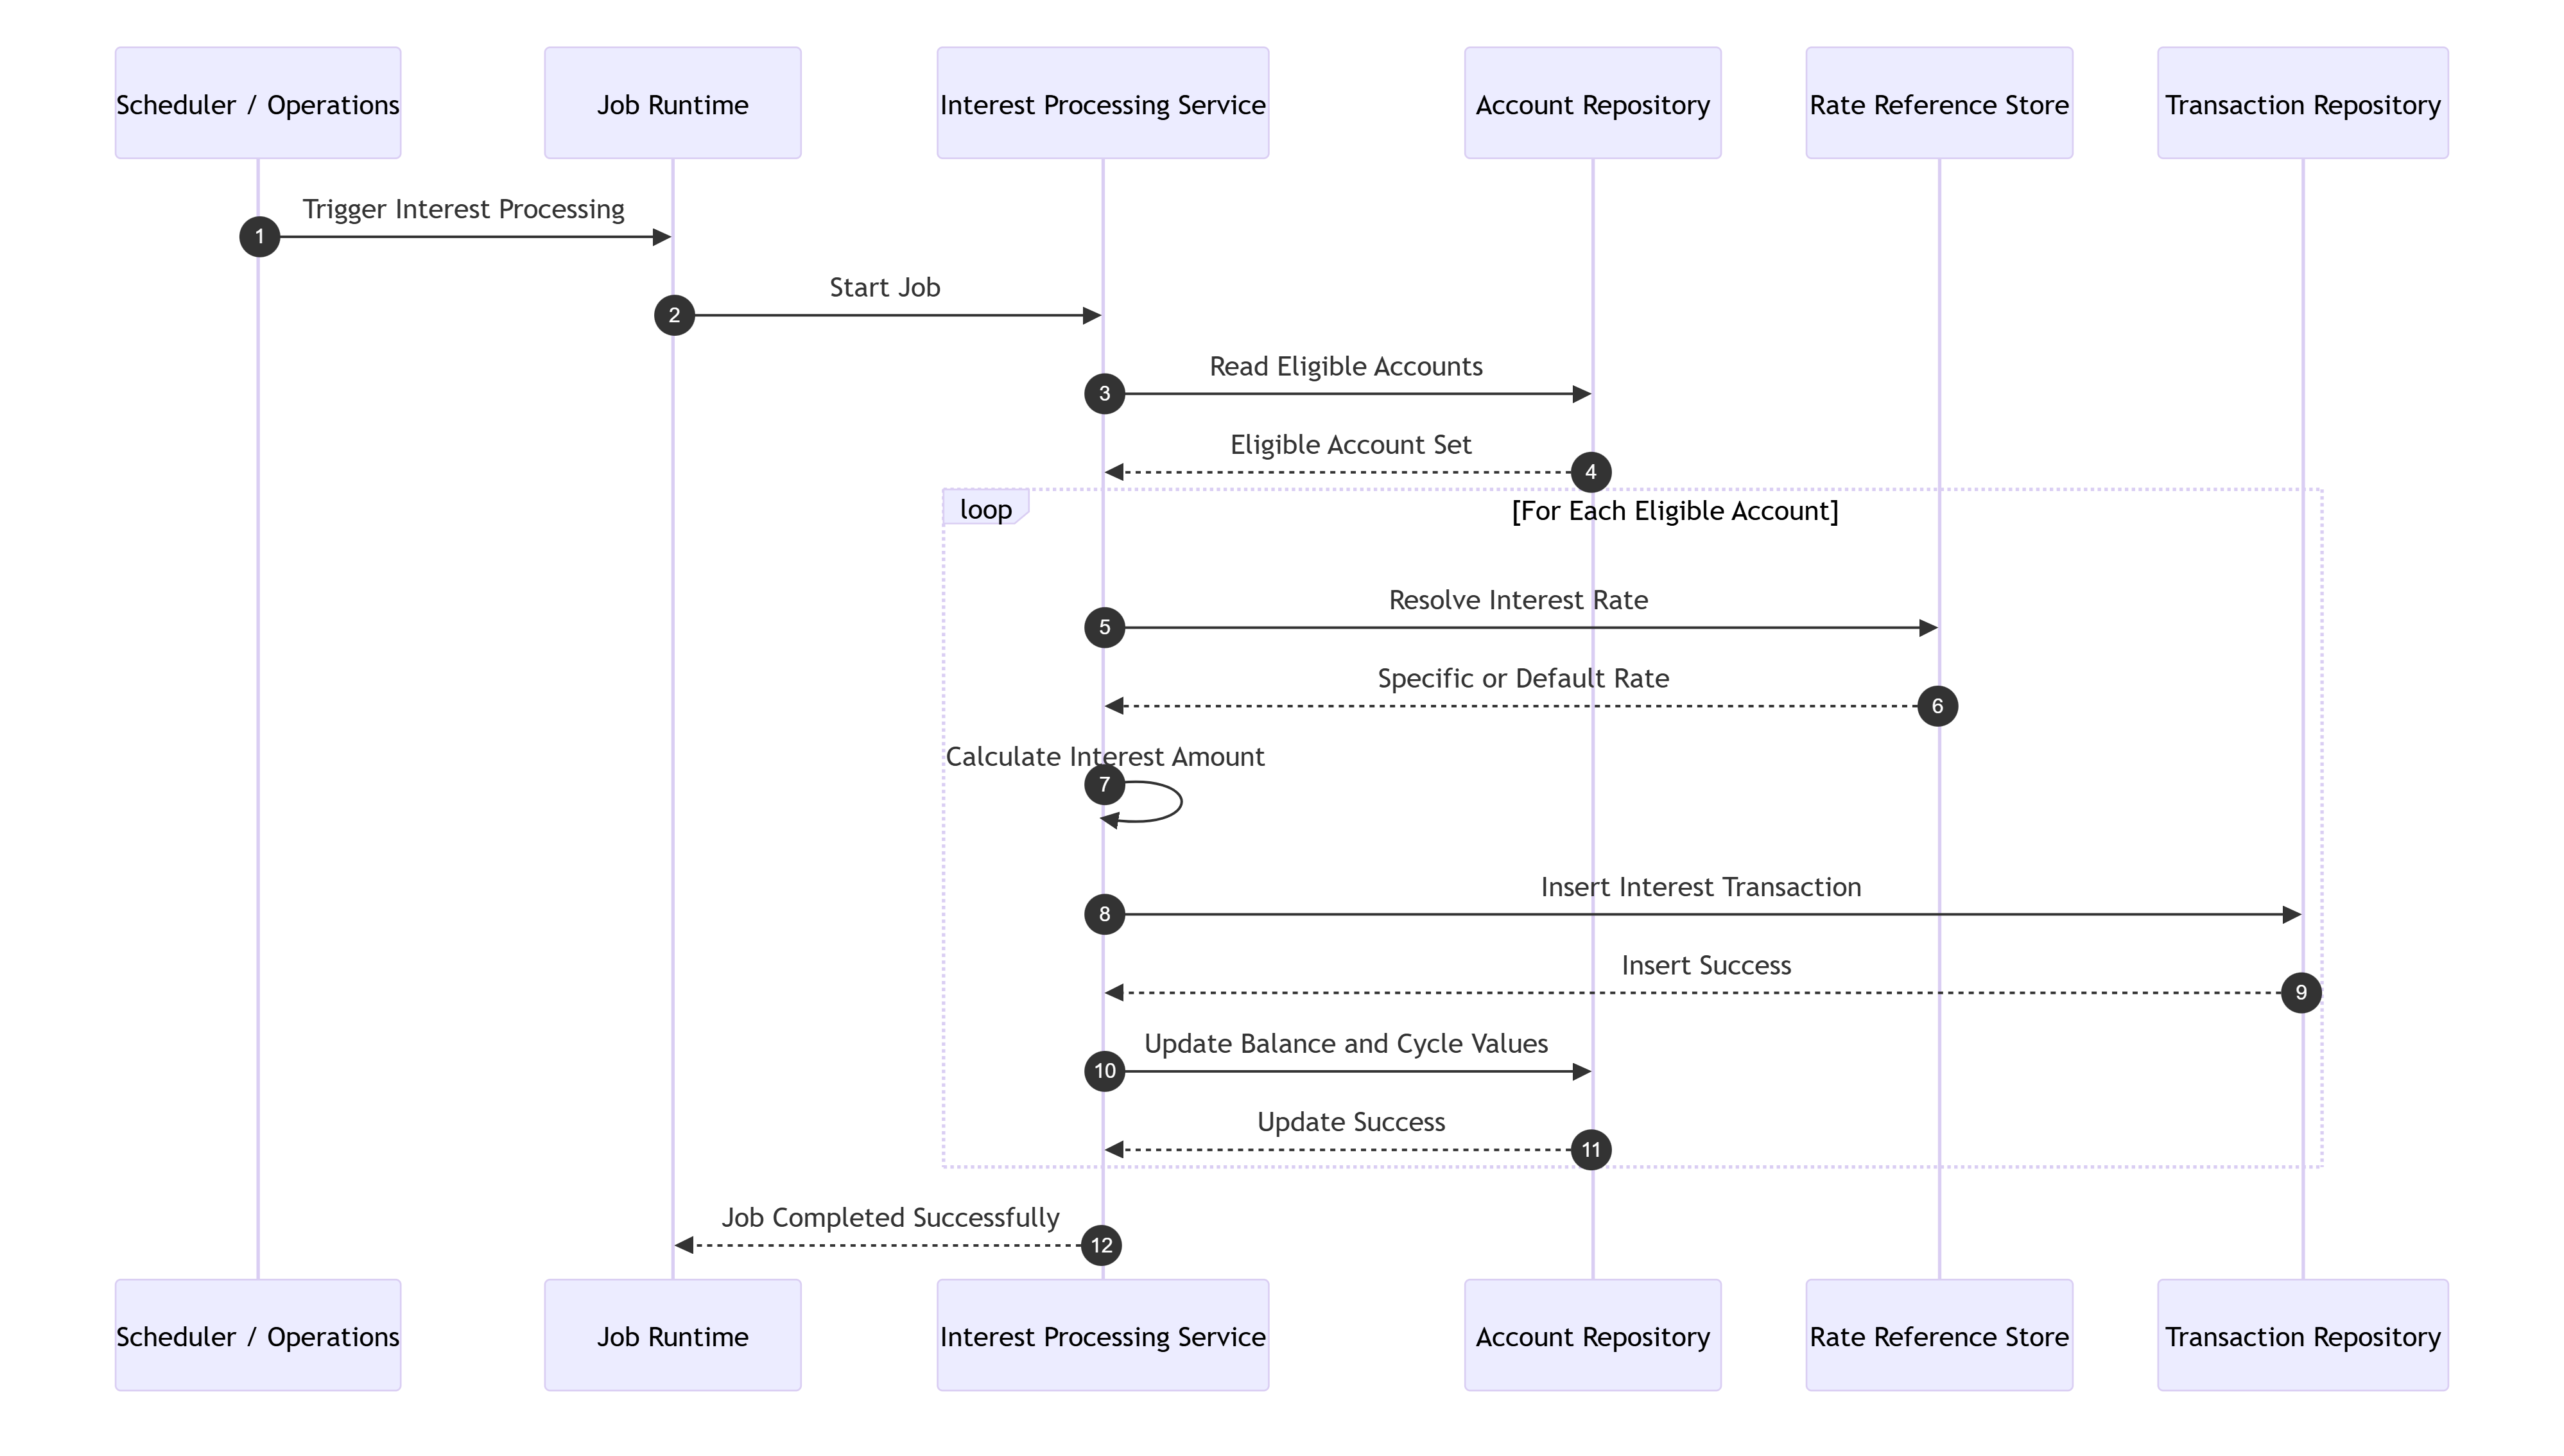 Scheduler / Operations
Job Runtime
Interest Processing Service
Account Repository
Rate Reference Store
Transaction Repository
Trigger Interest Processing
1
Start Job
2
Read Eligible Accounts
3
Eligible Account Set
4
loop
[For Each Eligible Account]
Resolve Interest Rate
5
Specific or Default Rate
6
Calculate Interest Amount
7
Insert Interest Transaction
8
Insert Success
9
Update Balance and Cycle Values
10
Update Success
11
Job Completed Successfully
12
Scheduler / Operations
Job Runtime
Interest Processing Service
Account Repository
Rate Reference Store
Transaction Repository